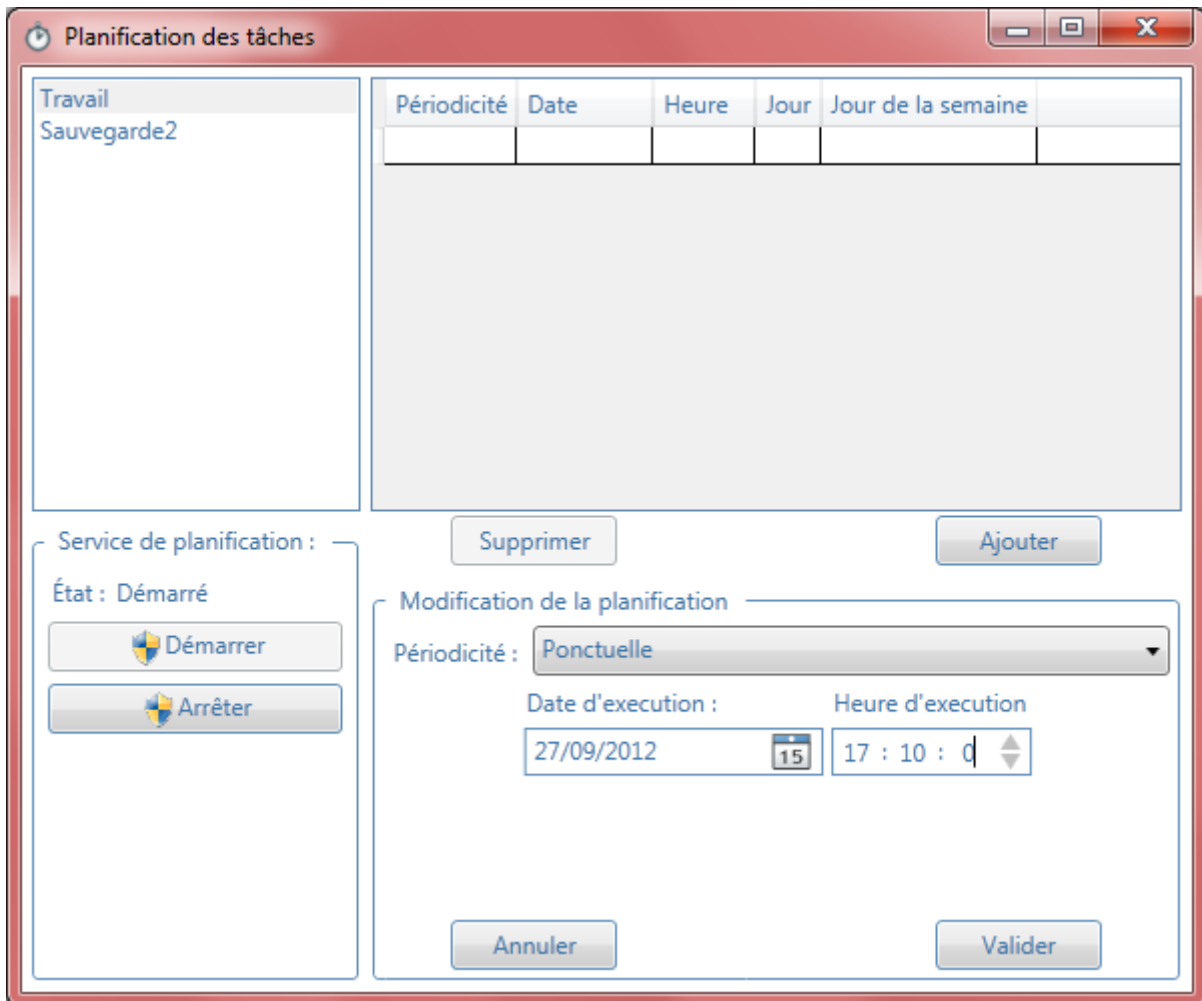 Planification des tâches
Travail
Sauvegarde2
Périodicité Date Heure Jour Jour de la semaine
Supprimer Ajouter
Service de planification :
État : Démarré
Démarrer
Arrêter
Modification de la planification
Périodicité : Ponctuelle
Date d'execution : Heure d'execution
27/09/2012 15 17 : 10 : 0
Annuler Valider